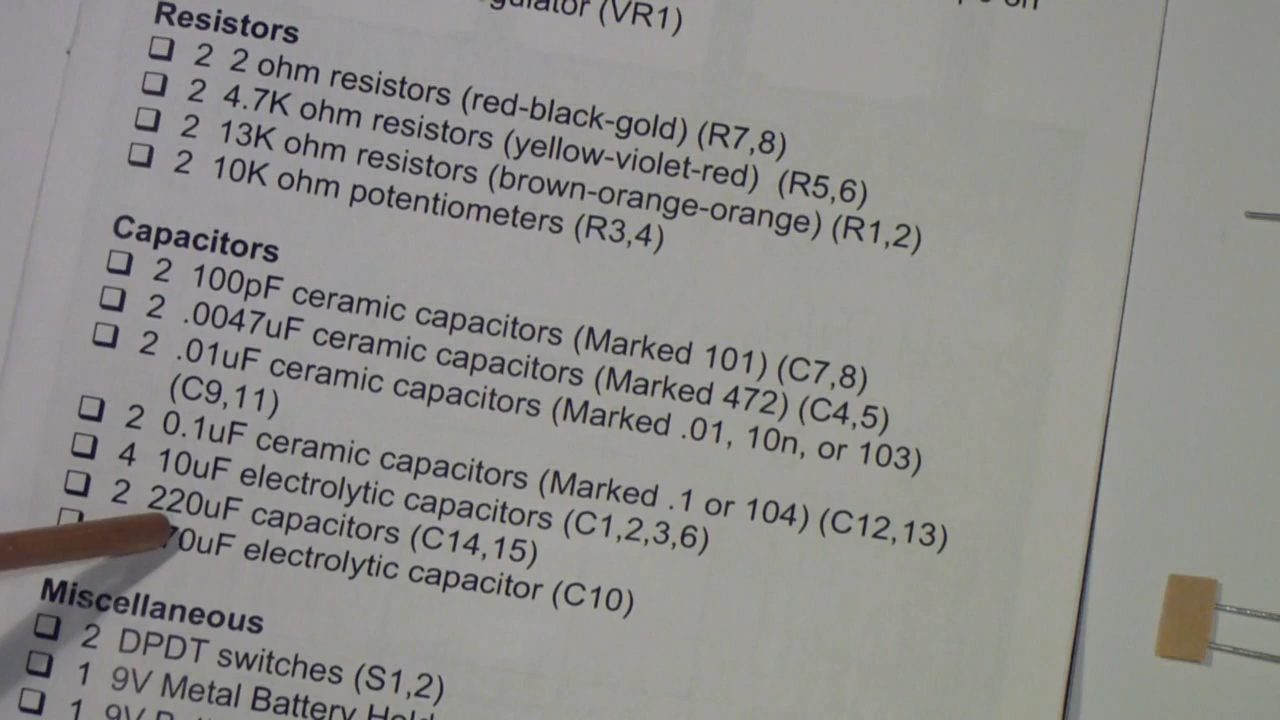 (VR1)
on
Resistors
2 2 ohm resistors (red-black-gold) (R7,8)
2 4.7K ohm resistors (yellow-violet-red) (R5,6)
2 13K ohm resistors (brown-orange-orange) (R1,2)
2 10K ohm potentiometers (R3,4)
Capacitors
2 100pF ceramic capacitors (Marked 101) (C7,8)
2 .0047uF ceramic capacitors (Marked 472) (C4,5)
2 .01uF ceramic capacitors (Marked .01, 10n, or 103)
(C9,11)
2 0.1uF ceramic capacitors (Marked .1 or 104) (C12,13)
4 10uF electrolytic capacitors (C1,2,3,6)
2 220uF capacitors (C14,15)
70uF electrolytic capacitor (C10)
Miscellaneous
2 DPDT switches (S1,2)
1 9V Metal Battery
1 9V